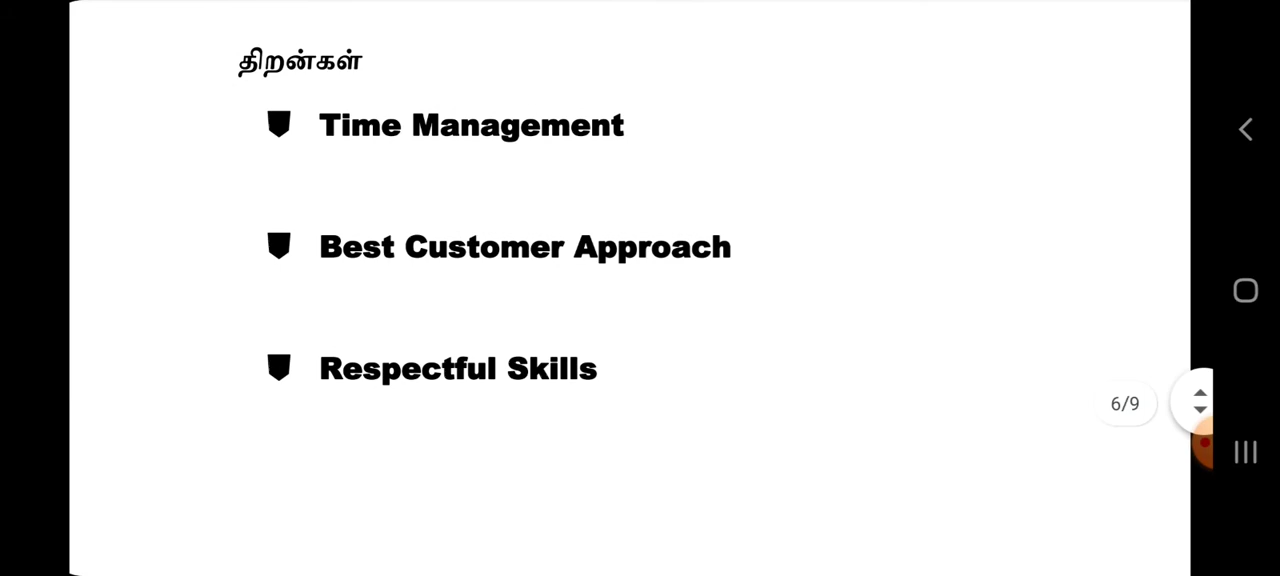 திறன்கள்
Time Management
Best Customer Approach
Respectful Skills
6/9